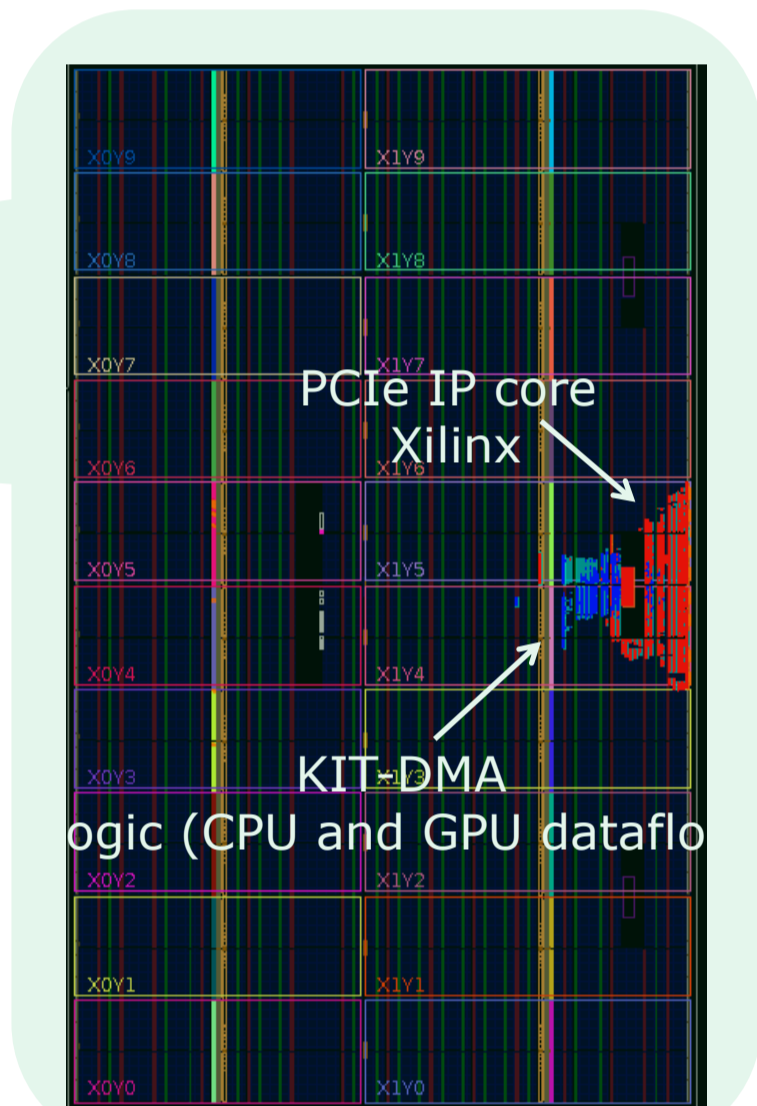 X0Y9 X1Y9
X0Y8 X1Y8
X0Y7 X1Y7
PCIe IP core
Xilinx
X0Y6 X1Y6
X0Y5 X1Y5
X0Y4 X1Y4
KIT-DMA
X0Y3 X1Y3
ogic (CPU and GPU dataflo
X0Y2 X1Y2
X0Y1 X1Y1
X0Y0 X1Y0